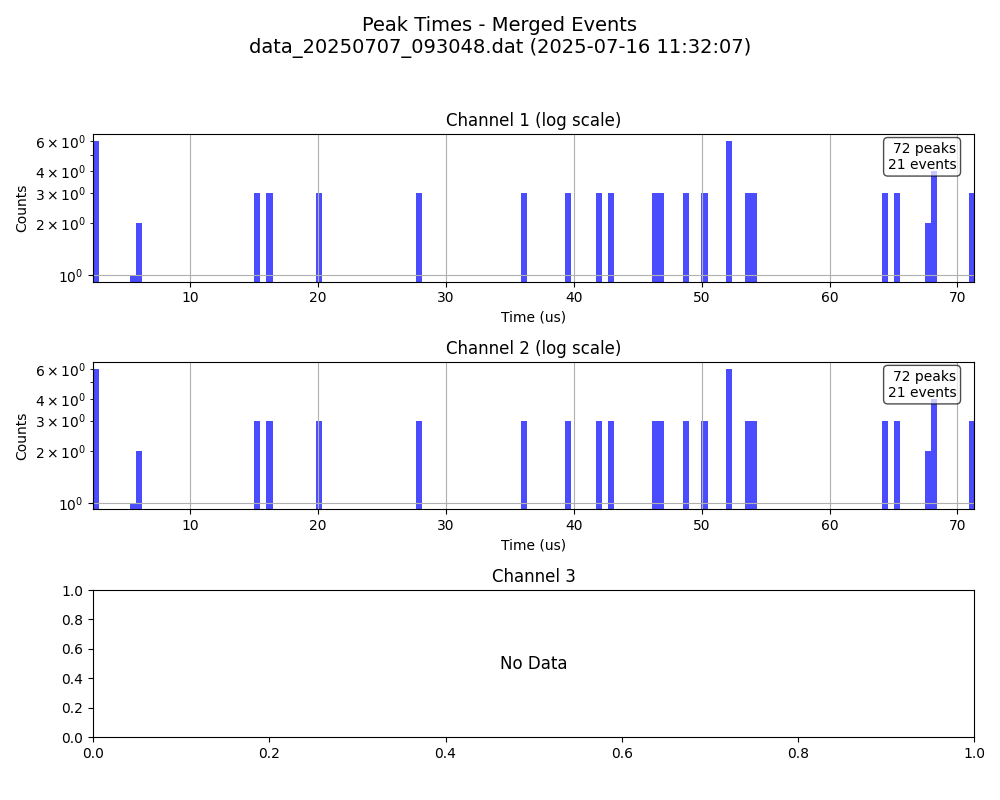 Peak Times - Merged Events
data_20250707_093048.dat (2025-07-16 11:32:07)
Channel 1 (log scale)
72 peaks
21 events
Counts
6 × 10⁰
4 × 10⁰
3 × 10⁰
2 × 10⁰
10⁰
10 20 30 40 50 60 70
Time (us)
Channel 2 (log scale)
72 peaks
21 events
Counts
6 × 10⁰
4 × 10⁰
3 × 10⁰
2 × 10⁰
10⁰
10 20 30 40 50 60 70
Time (us)
Channel 3
No Data
1.0
0.8
0.6
0.4
0.2
0.0
0.0 0.2 0.4 0.6 0.8 1.0